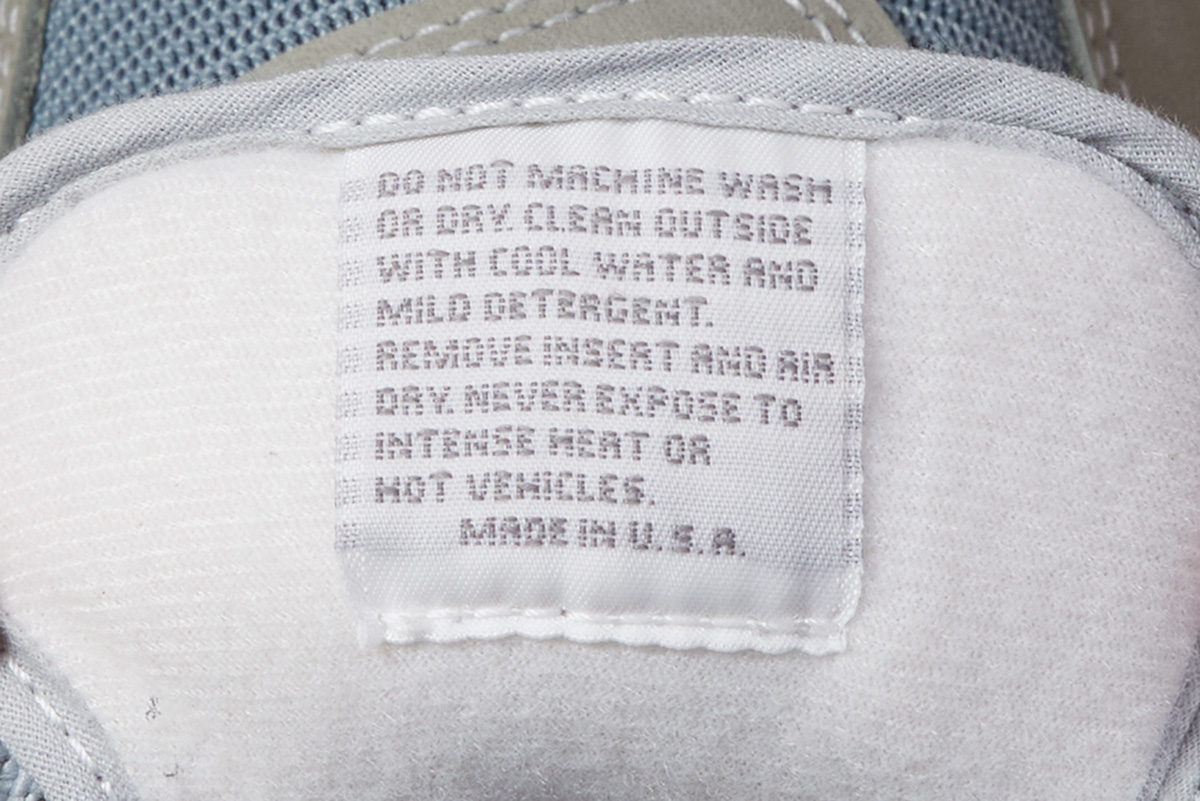 DO NOT MACHINE WASH
OR DRY. CLEAN OUTSIDE
WITH COOL WATER AND
MILD DETERGENT.
REMOVE INSERT AND AIR
DRY. NEVER EXPOSE TO
INTENSE HEAT OR
HOT VEHICLES.
MADE IN U.S.A.